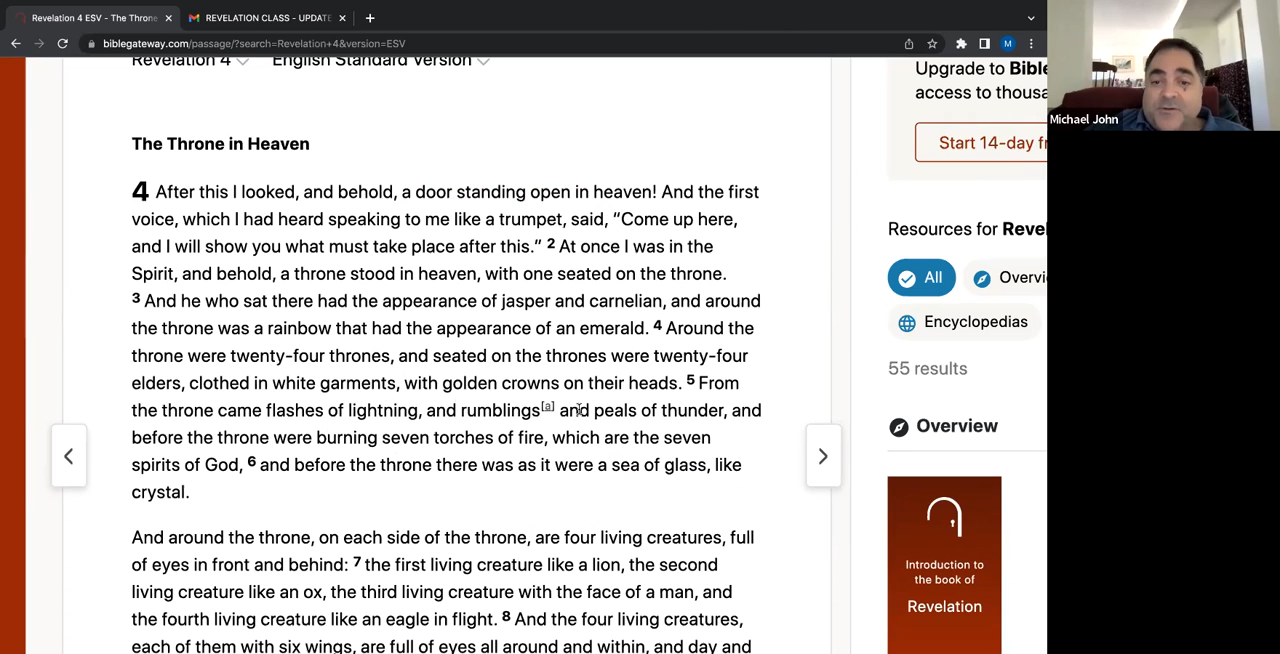 Revelation 4 ESV - The Throne
REVELATION CLASS - UPDATE
biblegateway.com/passage/?search=Revelation+4&version=ESV
M
Revelation 4 English Standard Version
The Throne in Heaven
4 After this I looked, and behold, a door standing open in heaven! And the first
voice, which I had heard speaking to me like a trumpet, said, “Come up here,
and I will show you what must take place after this.” 2 At once I was in the
Spirit, and behold, a throne stood in heaven, with one seated on the throne.
3 And he who sat there had the appearance of jasper and carnelian, and around
the throne was a rainbow that had the appearance of an emerald. 4 Around the
throne were twenty-four thrones, and seated on the thrones were twenty-four
elders, clothed in white garments, with golden crowns on their heads. 5 From
the throne came flashes of lightning, and rumblings[a] and peals of thunder, and
before the throne were burning seven torches of fire, which are the seven
spirits of God, 6 and before the throne there was as it were a sea of glass, like
crystal.
And around the throne, on each side of the throne, are four living creatures, full
of eyes in front and behind: 7 the first living creature like a lion, the second
living creature like an ox, the third living creature with the face of a man, and
the fourth living creature like an eagle in flight. 8 And the four living creatures,
each of them with six wings, are full of eyes all around and within, and day and
Upgrade to Bible
access to thousa
Start 14-day fr
Resources for Revel
All
Overvi
Encyclopedias
55 results
Overview
Introduction to
the book of
Revelation
Michael John